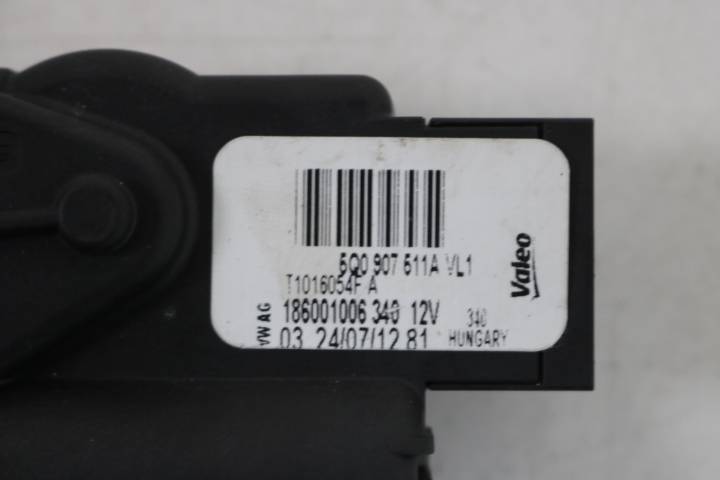 5Q0 907 511A VL1
T1016054F A
186001006 340 12V
03 24/07/12 81
340
HUNGARY
VW AG
Valeo